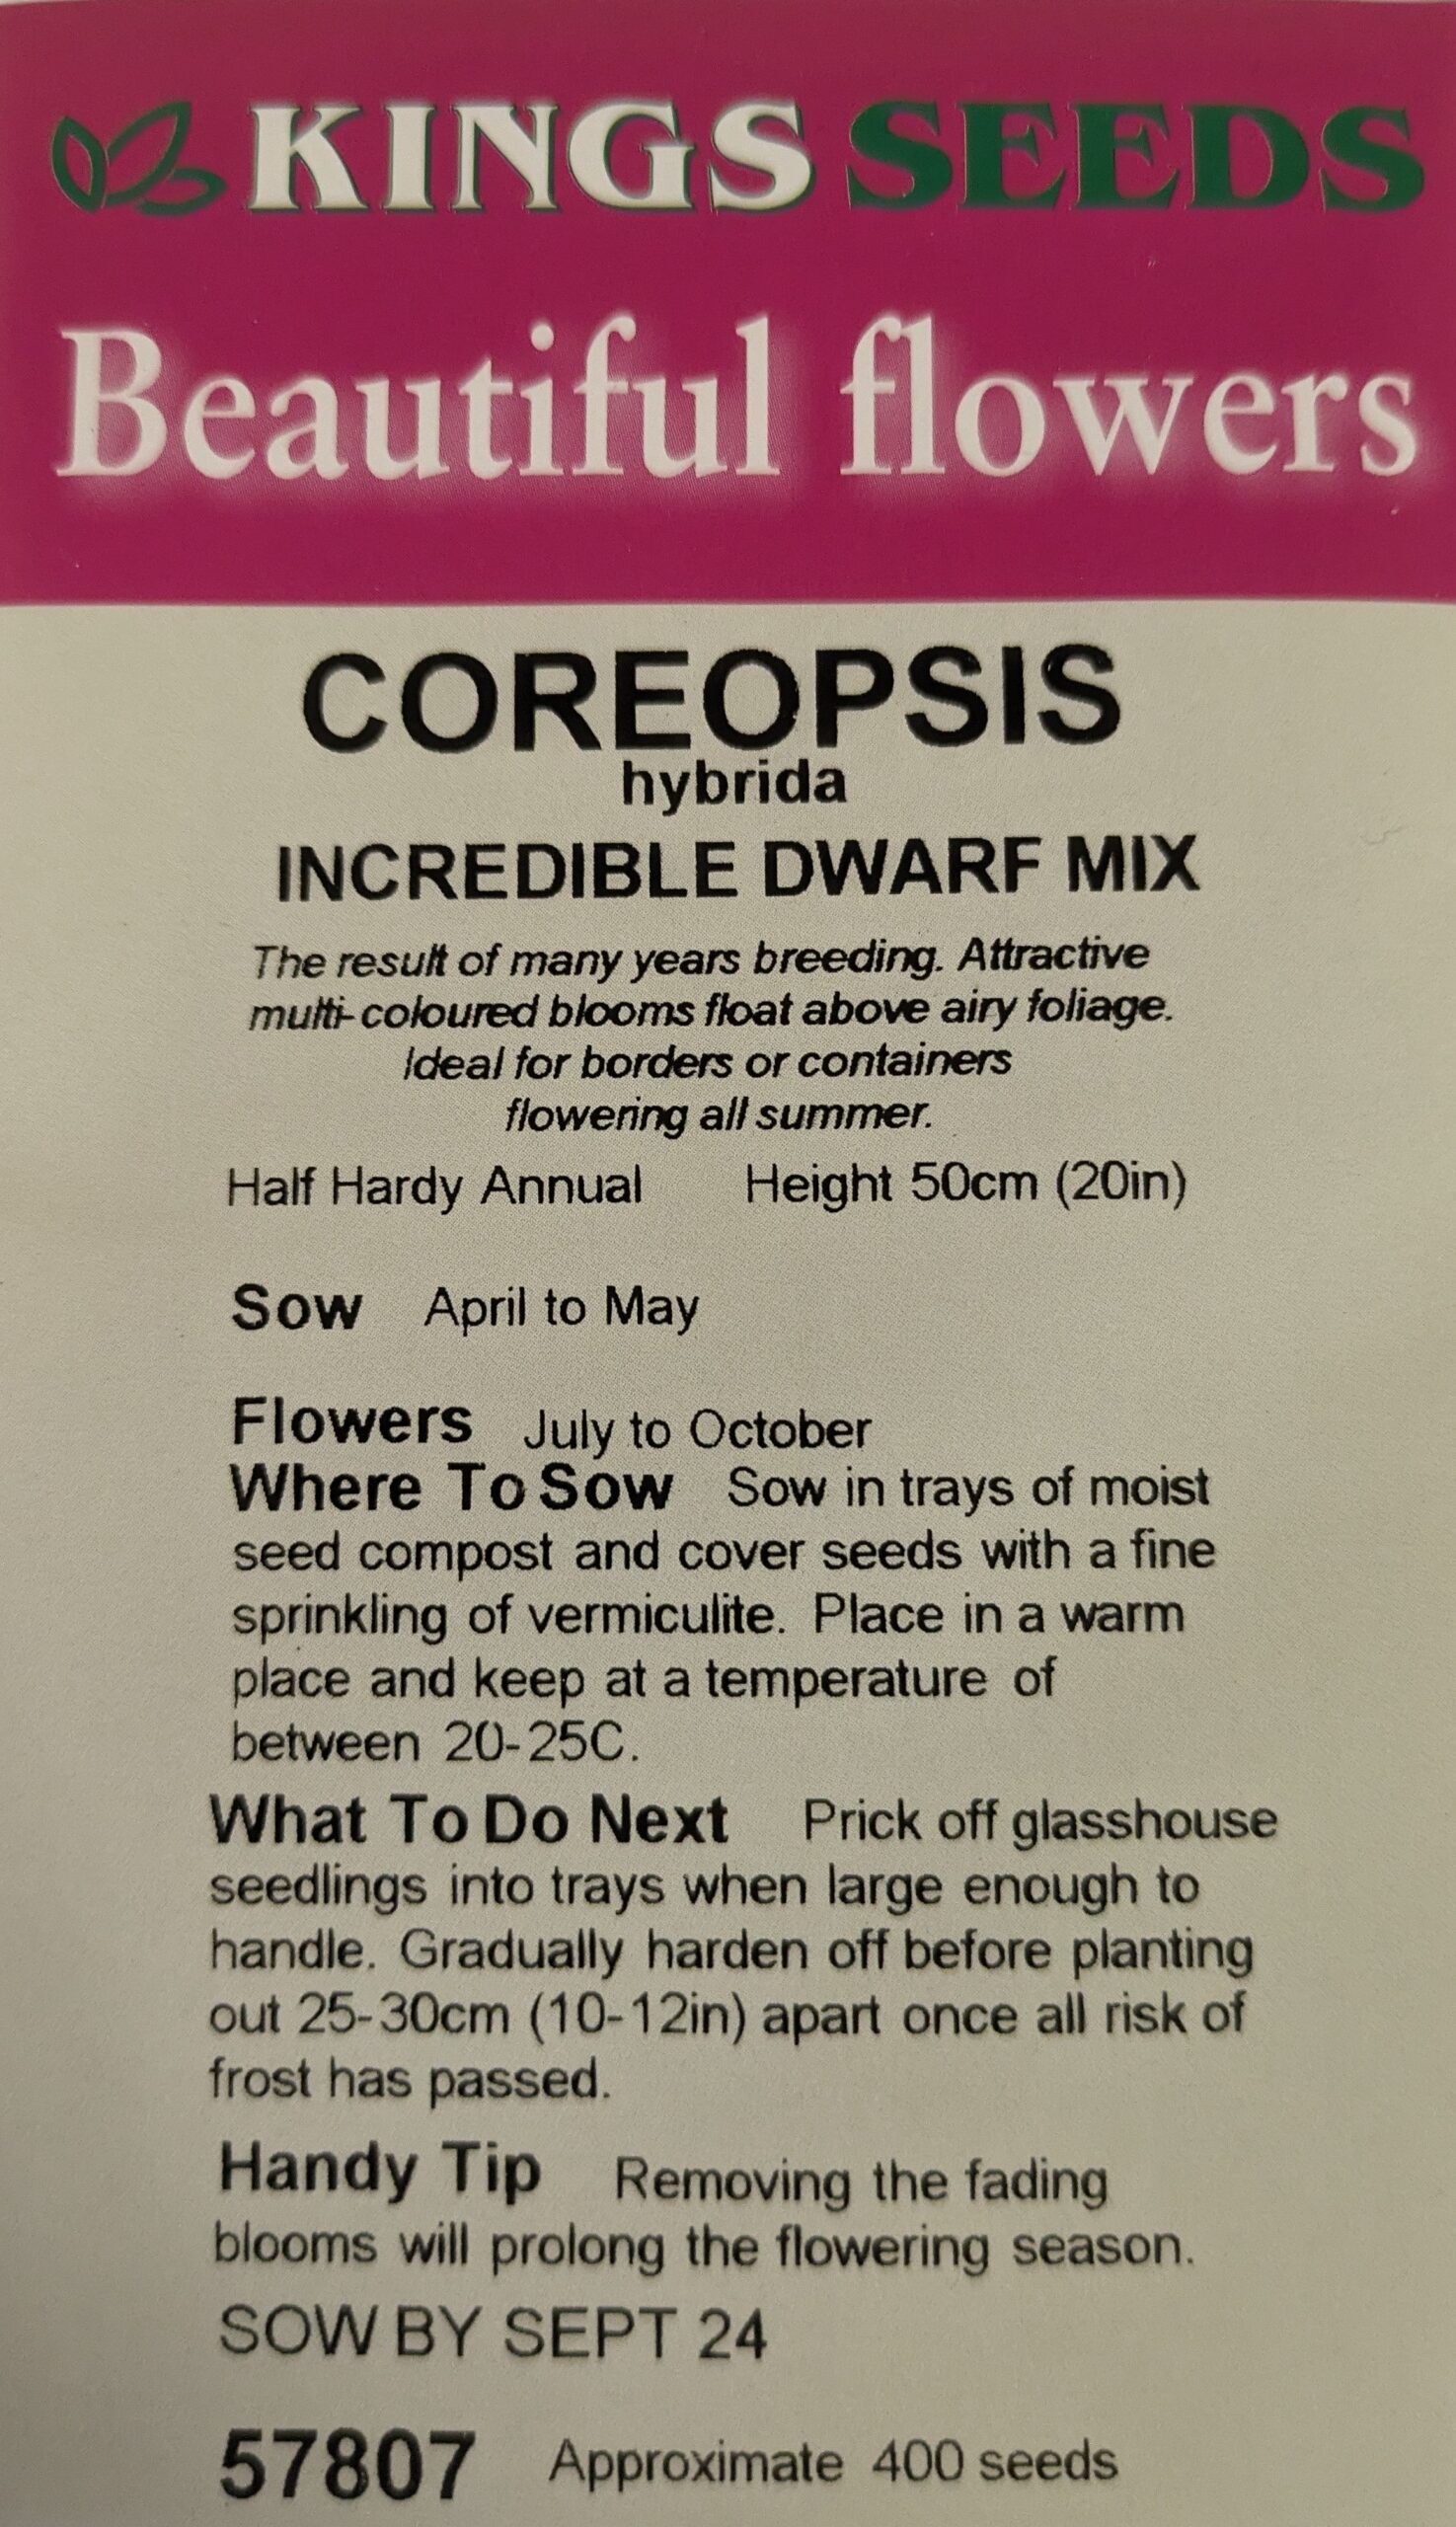 KINGS SEEDS
Beautiful flowers
COREOPSIS
hybrida
INCREDIBLE DWARF MIX
The result of many years breeding. Attractive
multi-coloured blooms float above airy foliage.
Ideal for borders or containers
flowering all summer.
Half Hardy Annual Height 50cm (20in)
Sow April to May
Flowers July to October
Where To Sow Sow in trays of moist
seed compost and cover seeds with a fine
sprinkling of vermiculite. Place in a warm
place and keep at a temperature of
between 20-25C.
What To Do Next Prick off glasshouse
seedlings into trays when large enough to
handle. Gradually harden off before planting
out 25-30cm (10-12in) apart once all risk of
frost has passed.
Handy Tip Removing the fading
blooms will prolong the flowering season.
SOW BY SEPT 24
57807 Approximate 400 seeds